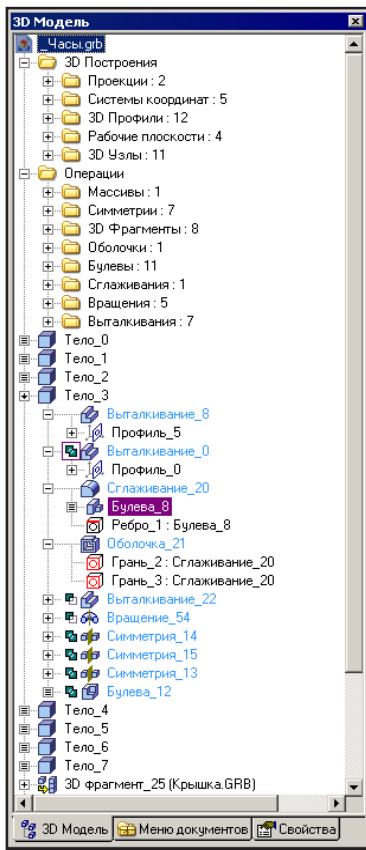 3D Модель
_Часы.grb
3D Построения
Проекции : 2
Системы координат : 5
3D Профили : 12
Рабочие плоскости : 4
3D Узлы : 11
Операции
Массивы : 1
Симметрии : 7
3D Фрагменты : 8
Оболочки : 1
Булевы : 11
Сглаживания : 1
Вращения : 5
Выталкивания : 7
Тело_0
Тело_1
Тело_2
Тело_3
Выталкивание_8
Профиль_5
Выталкивание_0
Профиль_0
Сглаживание_20
Булева_8
Ребро_1 : Булева_8
Оболочка_21
Грань_2 : Сглаживание_20
Грань_3 : Сглаживание_20
Выталкивание_22
Вращение_54
Симметрия_14
Симметрия_15
Симметрия_13
Булева_12
Тело_4
Тело_5
Тело_6
Тело_7
3D фрагмент_25 (Крышка.GRB)
3D Модель Меню документов Свойства